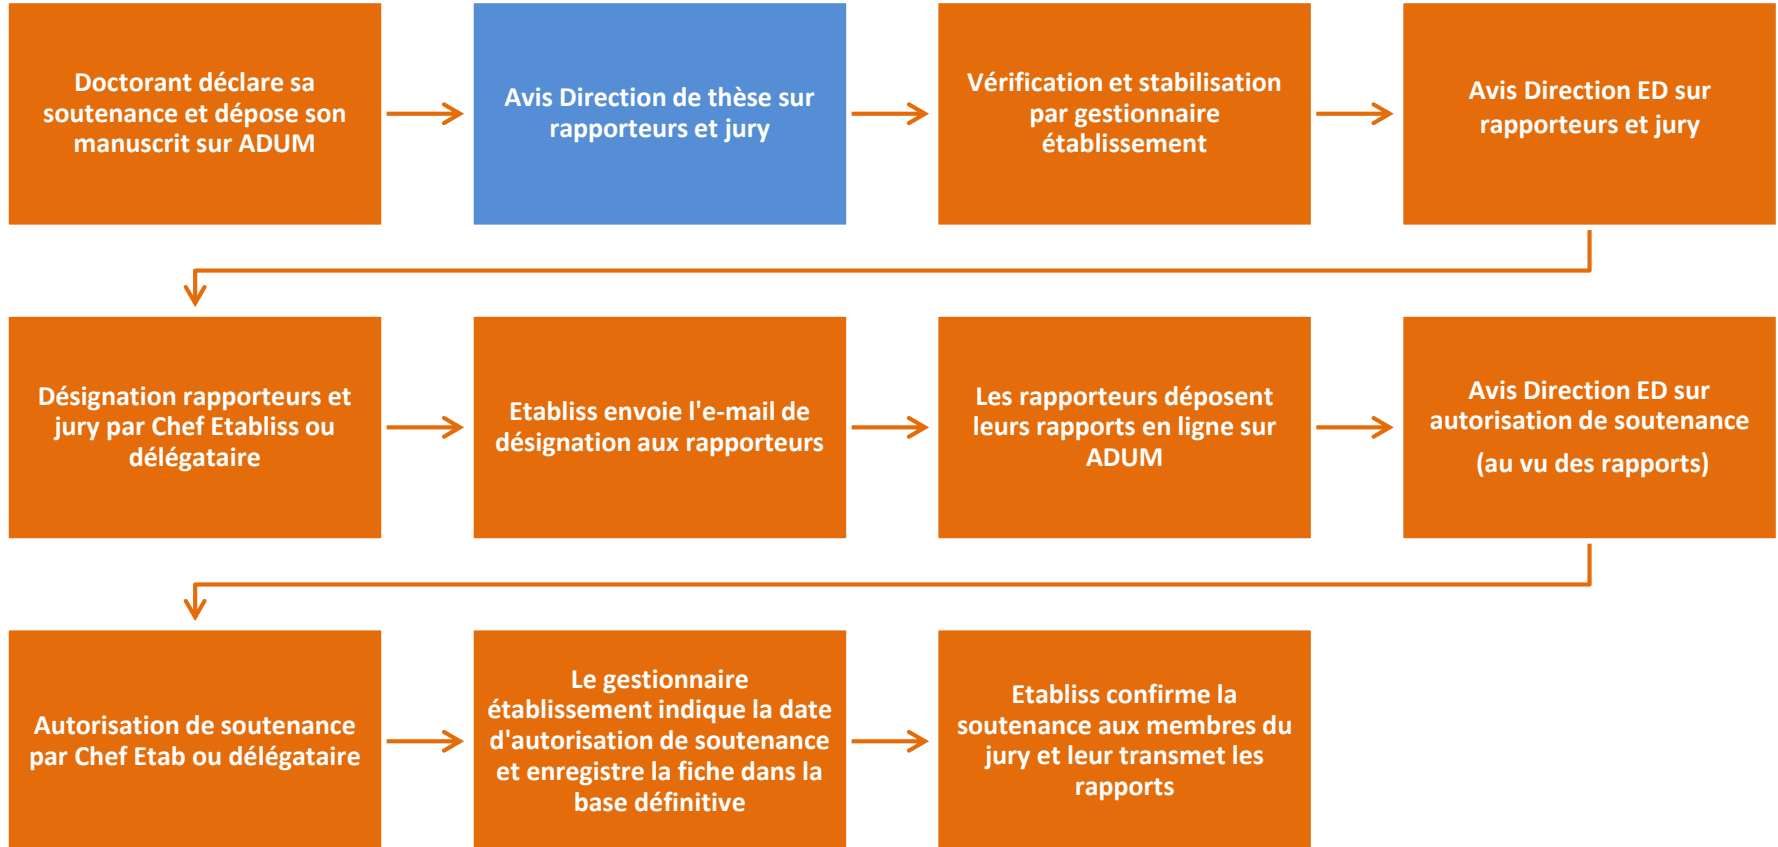 Doctorant déclare sa
soutenance et dépose son
manuscrit sur ADUM
Avis Direction de thèse sur
rapporteurs et jury
Vérification et stabilisation
par gestionnaire
établissement
Avis Direction ED sur
rapporteurs et jury
Désignation rapporteurs et
jury par Chef Etabliss ou
délégataire
Etabliss envoie l'e-mail de
désignation aux rapporteurs
Les rapporteurs déposent
leurs rapports en ligne sur
ADUM
Avis Direction ED sur
autorisation de soutenance
(au vu des rapports)
Autorisation de soutenance
par Chef Etab ou délégataire
Le gestionnaire
établissement indique la date
d'autorisation de soutenance
et enregistre la fiche dans la
base définitive
Etabliss confirme la
soutenance aux membres du
jury et leur transmet les
rapports